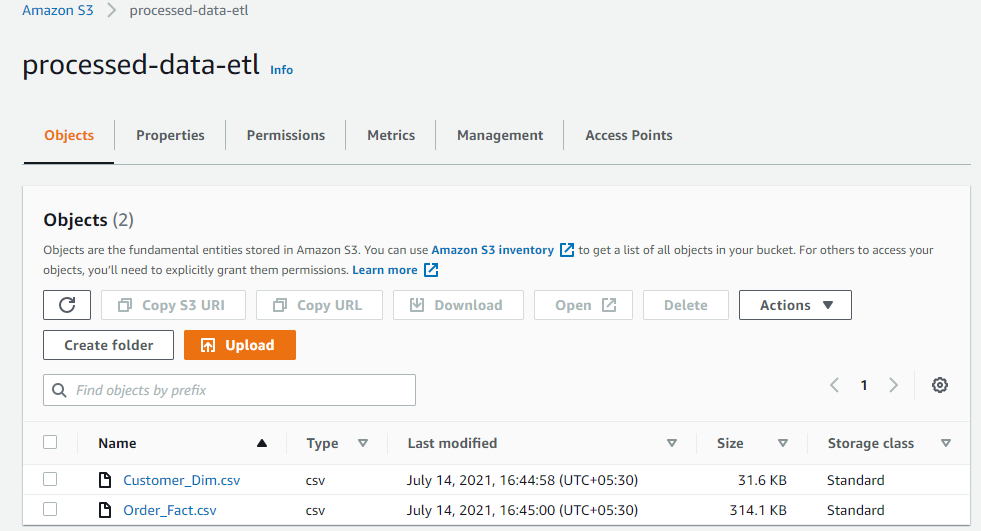 Amazon S3 > processed-data-etl
processed-data-etl Info
Objects Properties Permissions Metrics Management Access Points
Objects (2)
Objects are the fundamental entities stored in Amazon S3. You can use Amazon S3 inventory to get a list of all objects in your bucket. For others to access your
objects, you'll need to explicitly grant them permissions. Learn more
Copy S3 URI Copy URL Download Open Delete Actions
Create folder Upload
Find objects by prefix 1
Name Type Last modified Size Storage class
Customer_Dim.csv csv July 14, 2021, 16:44:58 (UTC+05:30) 31.6 KB Standard
Order_Fact.csv csv July 14, 2021, 16:45:00 (UTC+05:30) 314.1 KB Standard